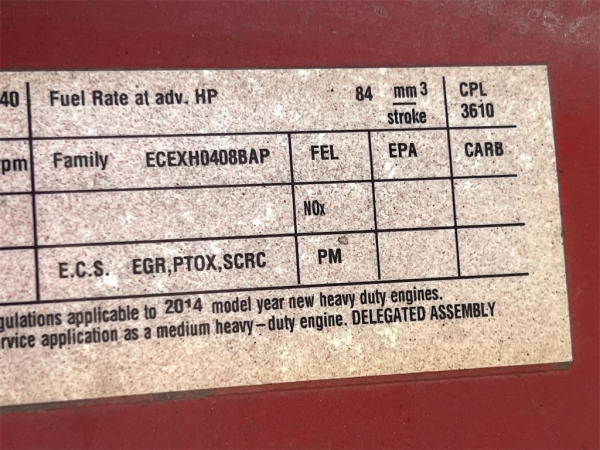 40 Fuel Rate at adv. HP 84 mm3 stroke CPL 3610
pm Family ECEXH0408BAP FEL EPA CARB
NOx
E.C.S. EGR,PTOX,SCRC PM
gulations applicable to 2014 model year new heavy duty engines.
rvice application as a medium heavy-duty engine. DELEGATED ASSEMBLY